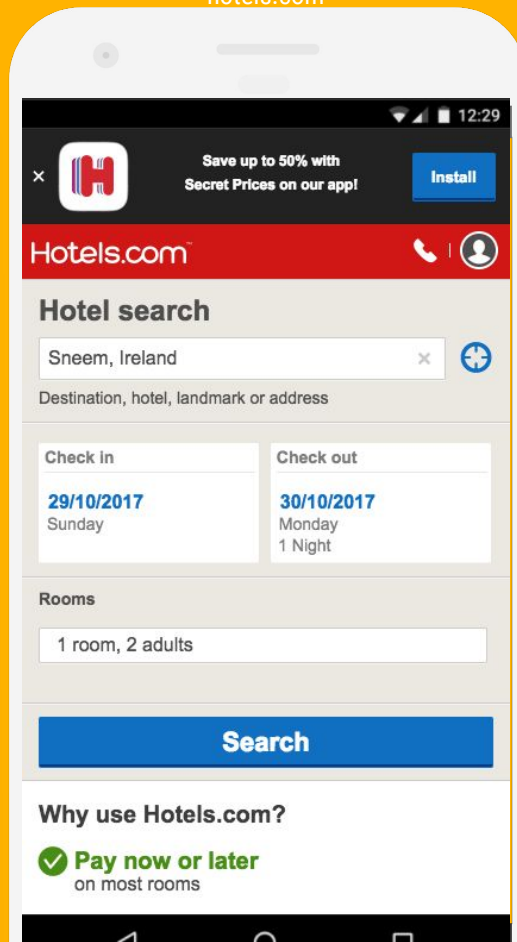 hotels.com
12:29
× H Save up to 50% with
Secret Prices on our app!
Install
Hotels.com
Hotel search
Sneem, Ireland ×
Destination, hotel, landmark or address
Check in
29/10/2017
Sunday
Check out
30/10/2017
Monday
1 Night
Rooms
1 room, 2 adults
Search
Why use Hotels.com?
Pay now or later
on most rooms